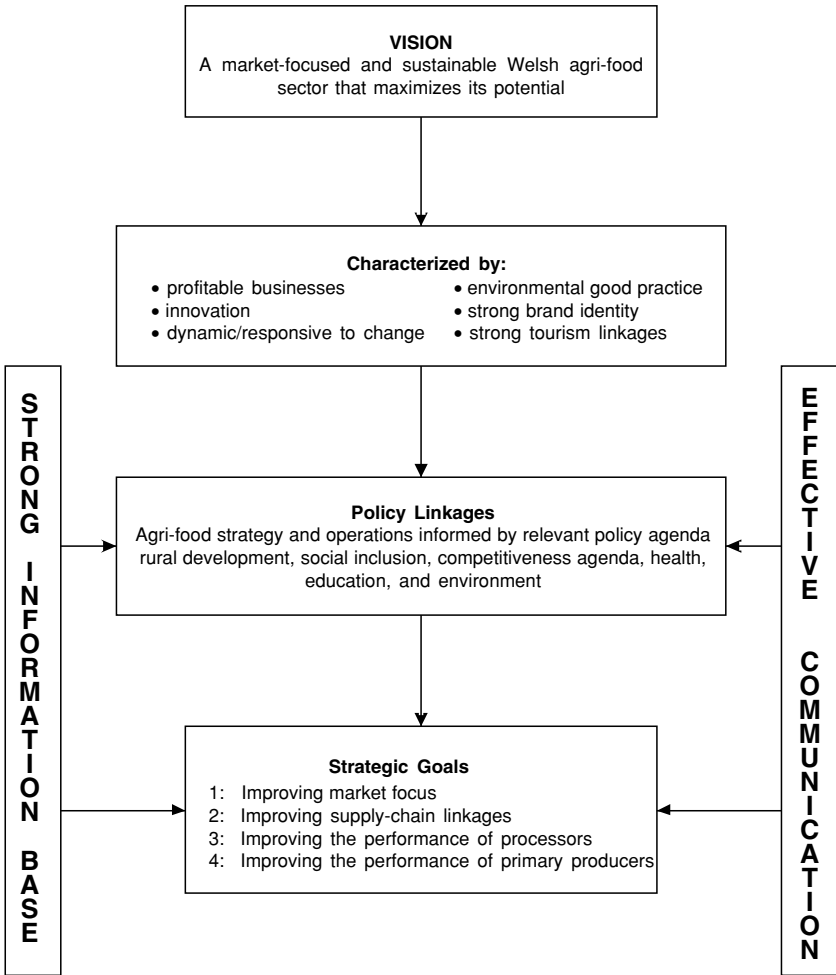 VISION
A market-focused and sustainable Welsh agri-food
sector that maximizes its potential
Characterized by:
• profitable businesses
• innovation
• dynamic/responsive to change
• environmental good practice
• strong brand identity
• strong tourism linkages
STRONG INFORMATION BASE
Policy Linkages
Agri-food strategy and operations informed by relevant policy agenda
rural development, social inclusion, competitiveness agenda, health,
education, and environment
EFFECTIVE COMMUNICATION
Strategic Goals
1: Improving market focus
2: Improving supply-chain linkages
3: Improving the performance of processors
4: Improving the performance of primary producers